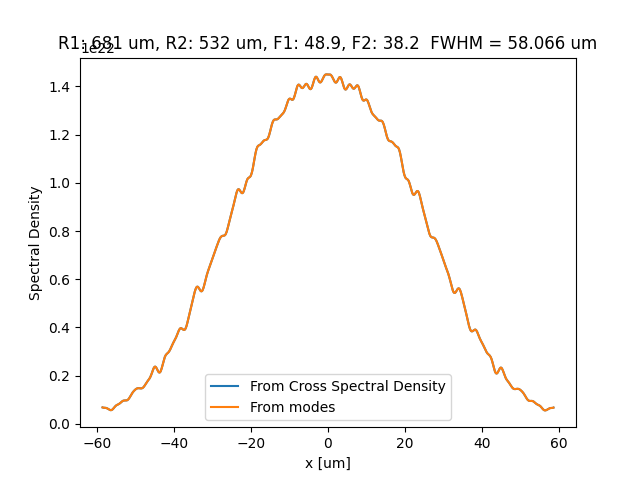 R1: 681 um, R2: 532 um, F1: 48.9, F2: 38.2  FWHM = 58.066 um
1e22
1.4
1.2
1.0
0.8
0.6
0.4
0.2
0.0
Spectral Density
From Cross Spectral Density
From modes
−60 −40 −20 0 20 40 60
x [um]